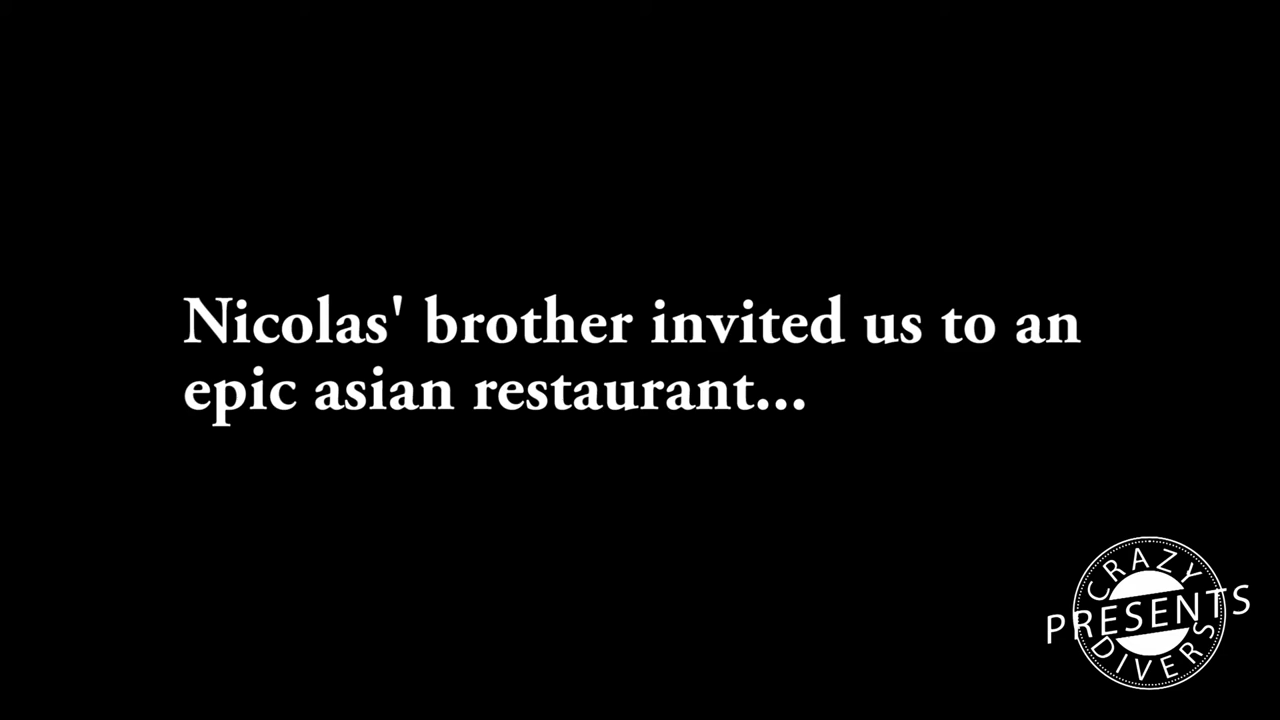 Nicolas' brother invited us to an
epic asian restaurant...
CRAZY
PRESENTS
DIVERS